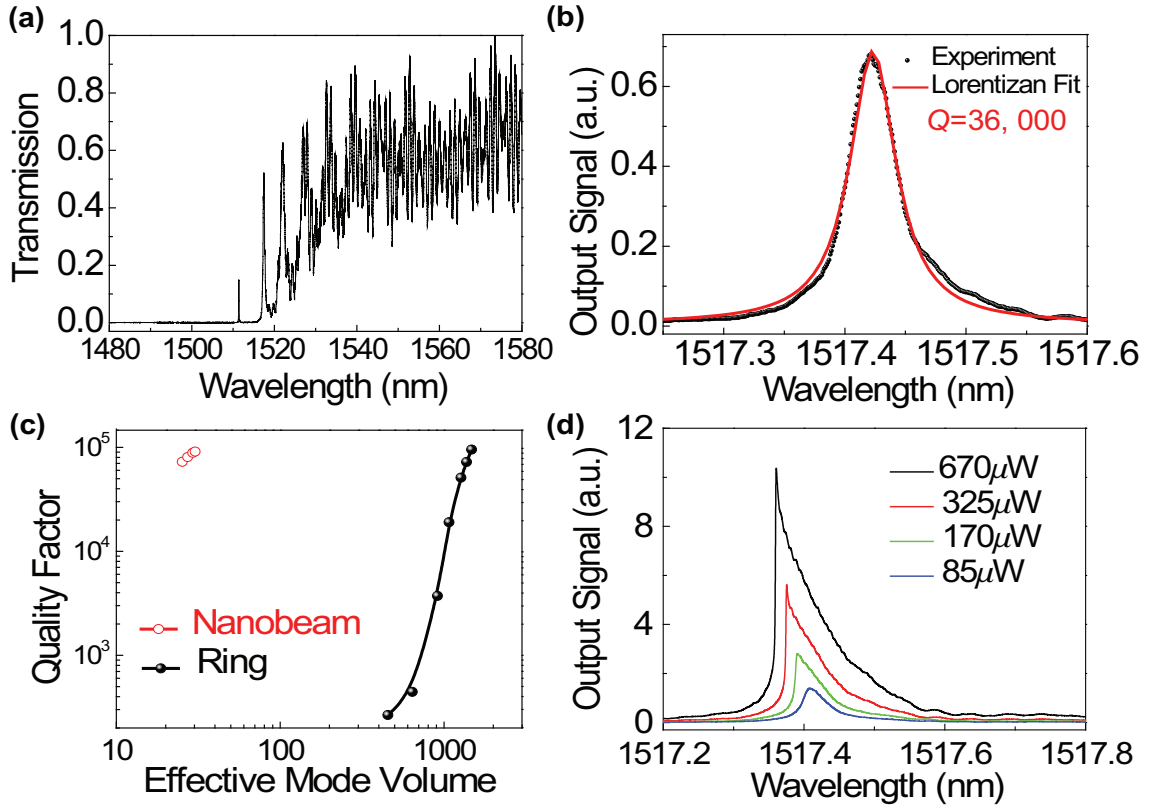 (a)
1.0
0.8
0.6
0.4
0.2
0.0
Transmission
1480 1500 1520 1540 1560 1580
Wavelength (nm)
(b)
0.6
0.4
0.2
0.0
Output Signal (a.u.)
Experiment
Lorentizan Fit
Q=36, 000
1517.3 1517.4 1517.5 1517.6
Wavelength (nm)
(c)
10^5
10^4
10^3
Quality Factor
Nanobeam
Ring
10 100 1000
Effective Mode Volume
(d)
12
8
4
0
Output Signal (a.u.)
670μW
325μW
170μW
85μW
1517.2 1517.4 1517.6 1517.8
Wavelength (nm)